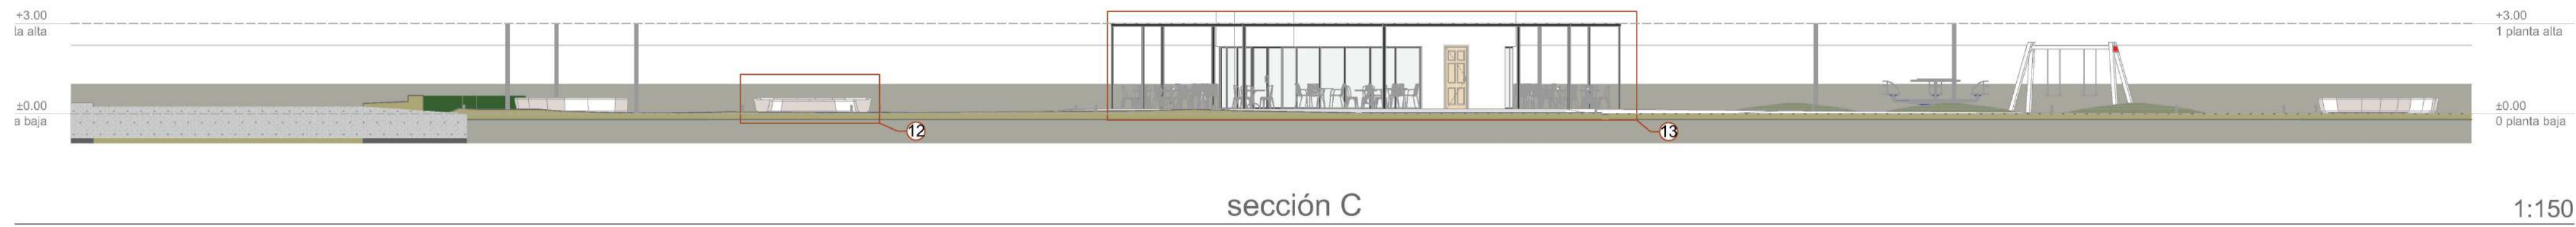 +3.00
la alta
±0.00
a baja
12
13
+3.00
1 planta alta
±0.00
0 planta baja
sección C
1:150